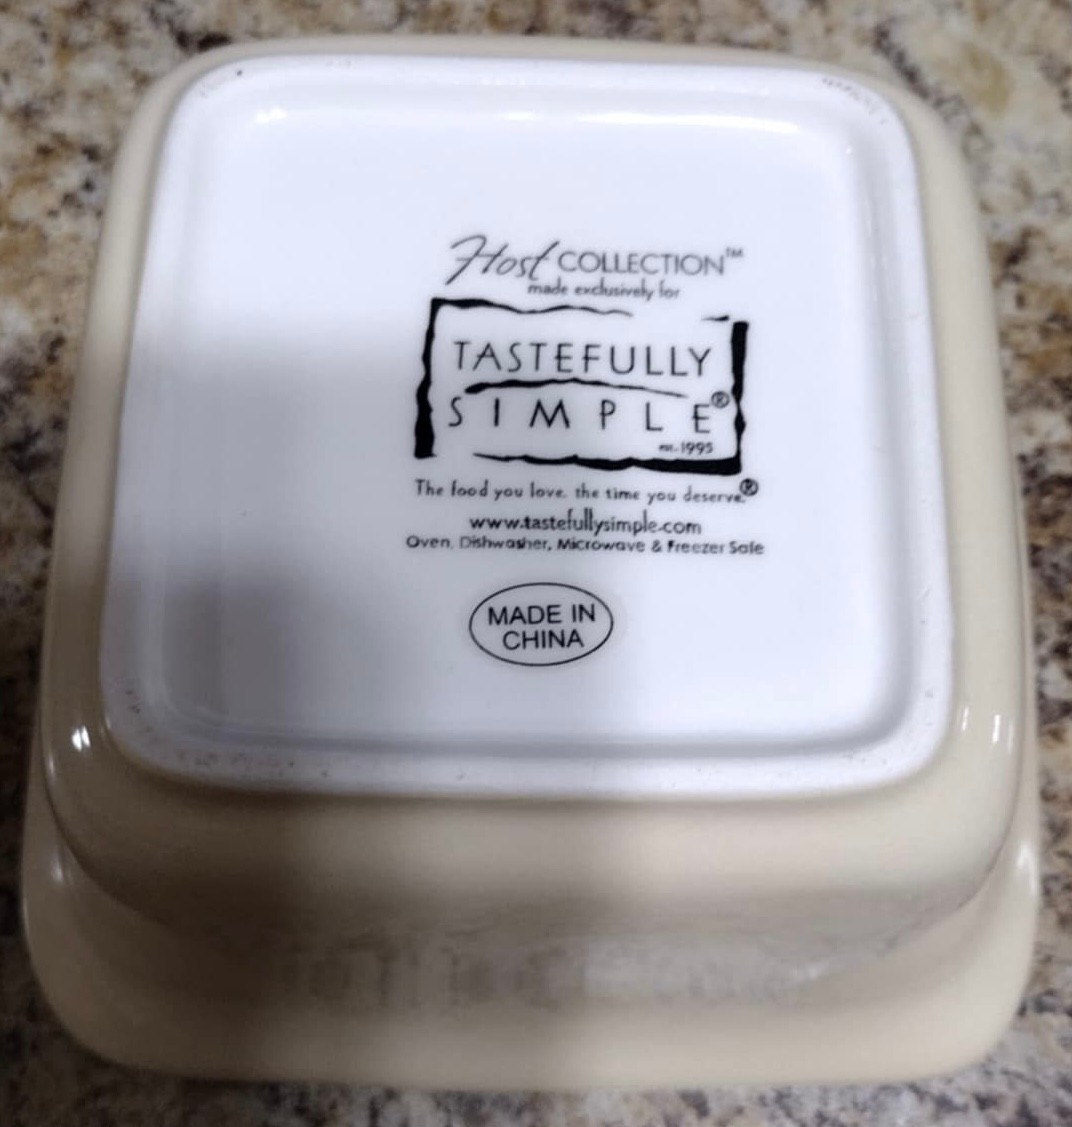 Host COLLECTION™
made exclusively for
TASTEFULLY
SIMPLE®
est. 1995
The food you love. the time you deserve.®
www.tastefullysimple.com
Oven, Dishwasher, Microwave & Freezer Safe
MADE IN
CHINA